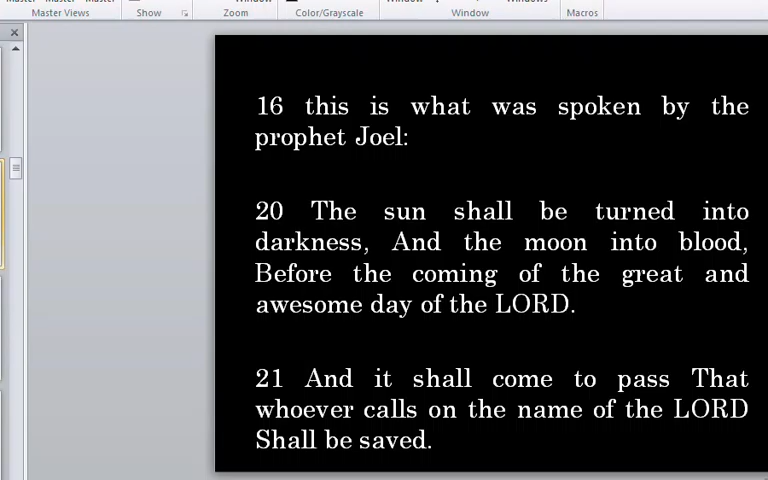 Master Views Show Zoom Color/Grayscale Window Macros
16 this is what was spoken by the
prophet Joel:
20 The sun shall be turned into
darkness, And the moon into blood,
Before the coming of the great and
awesome day of the LORD.
21 And it shall come to pass That
whoever calls on the name of the LORD
Shall be saved.